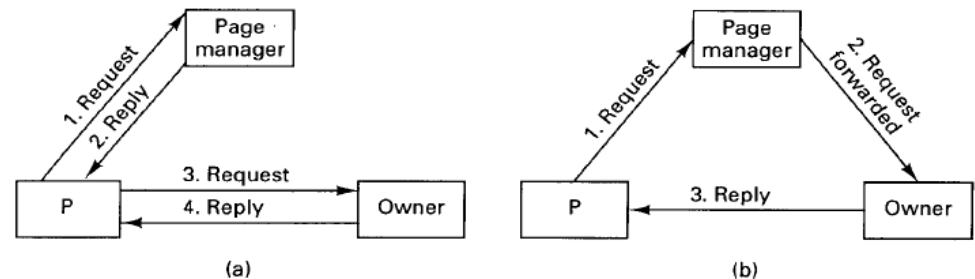 Page
manager
1. Request
2. Reply
3. Request
4. Reply
P
Owner
(a)
Page
manager
1. Request
2. Request
forwarded
3. Reply
P
Owner
(b)